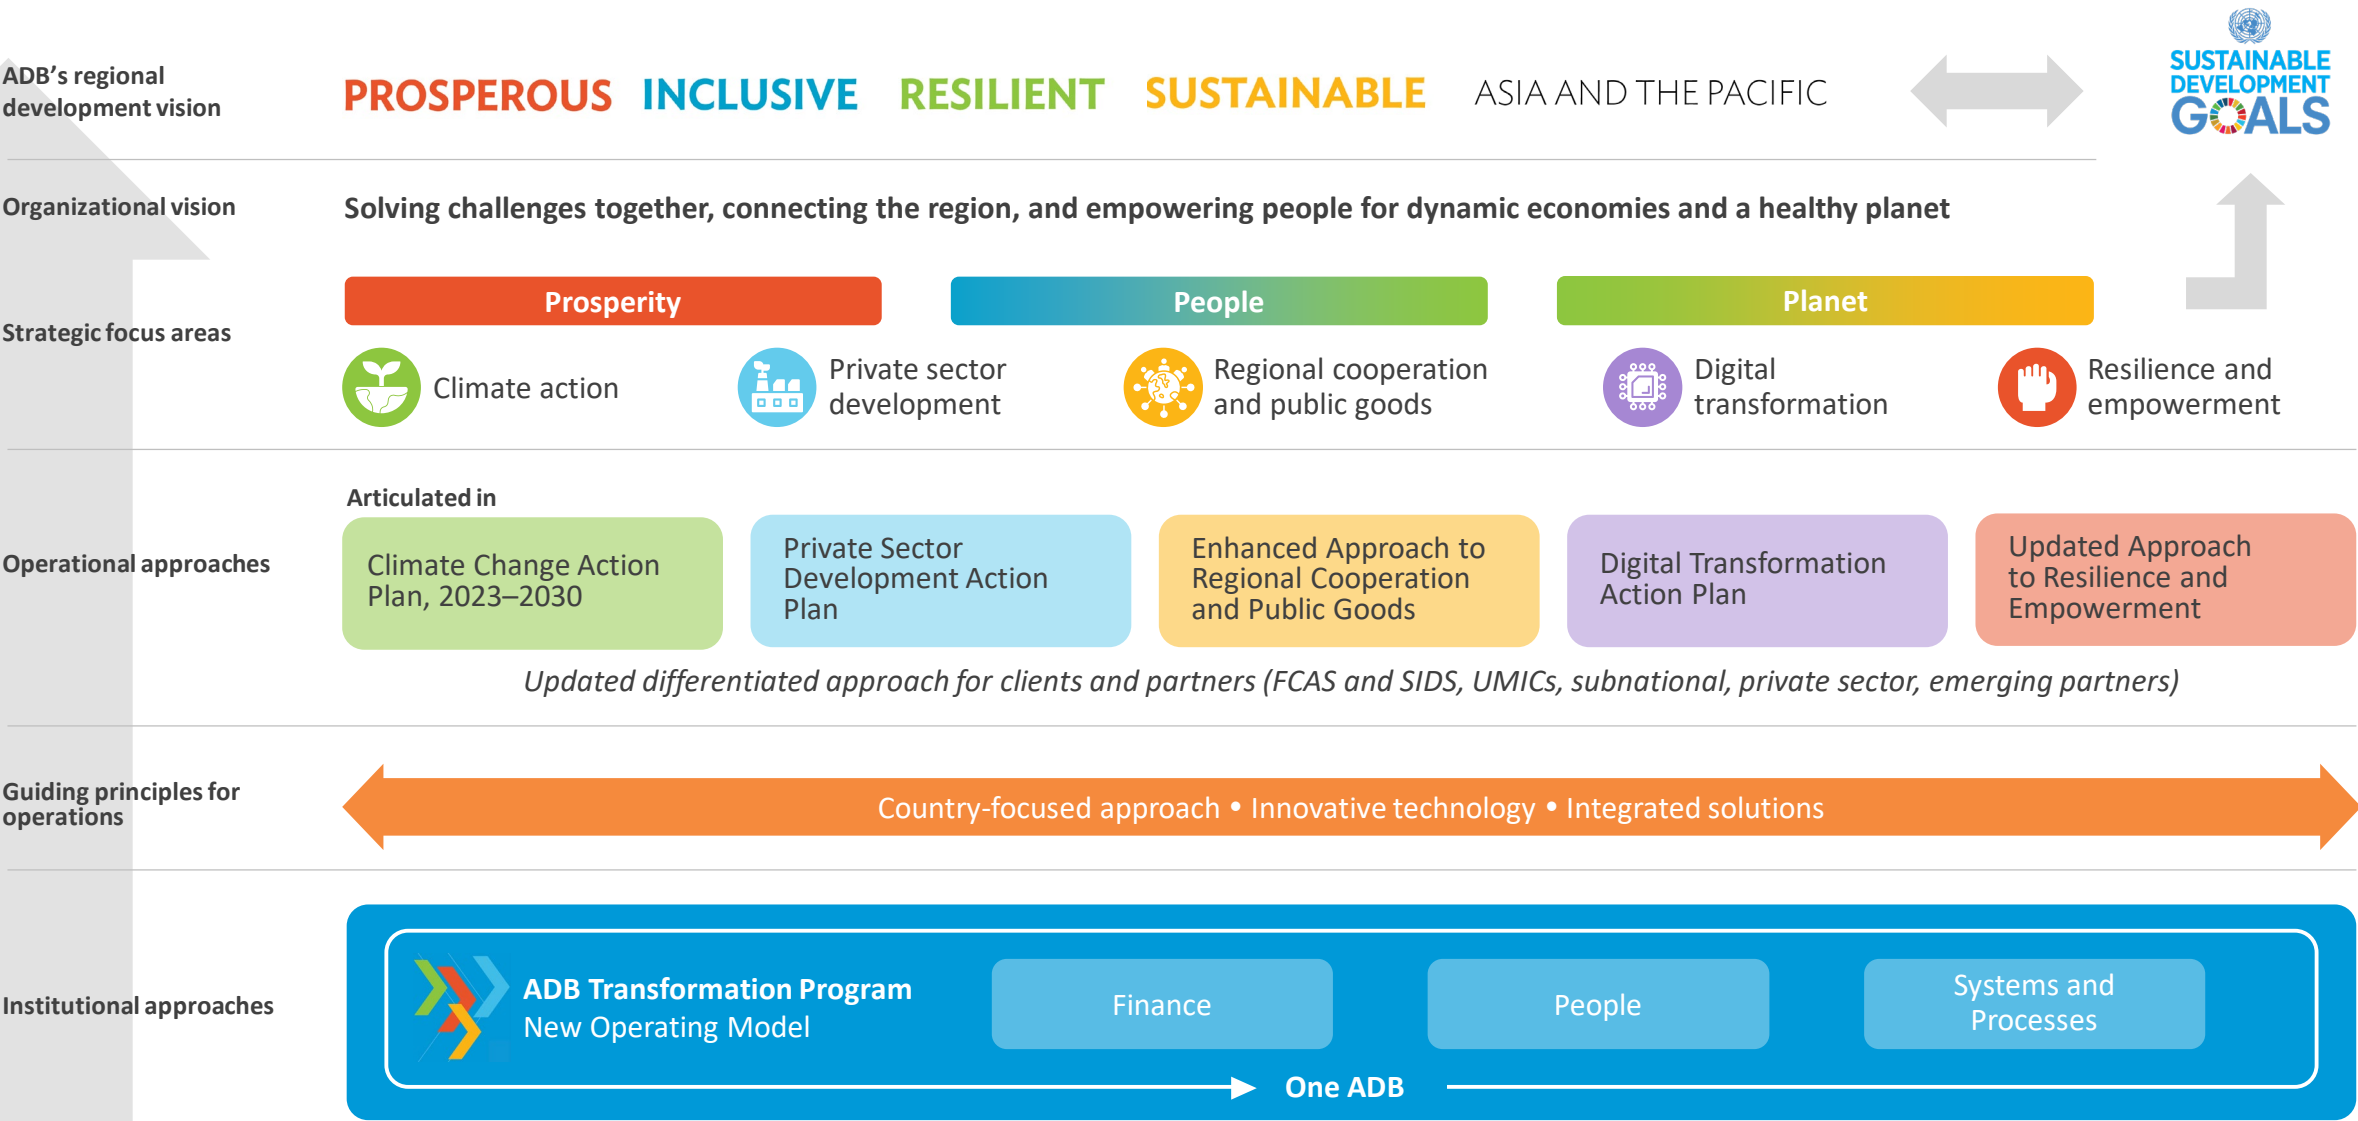 ADB's regional
development vision
PROSPEROUS INCLUSIVE RESILIENT SUSTAINABLE ASIA AND THE PACIFIC
SUSTAINABLE
DEVELOPMENT
GOALS
Organizational vision
Solving challenges together, connecting the region, and empowering people for dynamic economies and a healthy planet
Strategic focus areas
Prosperity
People
Planet
Climate action
Private sector
development
Regional cooperation
and public goods
Digital
transformation
Resilience and
empowerment
Operational approaches
Articulated in
Climate Change Action
Plan, 2023–2030
Private Sector
Development Action
Plan
Enhanced Approach to
Regional Cooperation
and Public Goods
Digital Transformation
Action Plan
Updated Approach
to Resilience and
Empowerment
Updated differentiated approach for clients and partners (FCAS and SIDS, UMICs, subnational, private sector, emerging partners)
Guiding principles for
operations
Country-focused approach • Innovative technology • Integrated solutions
Institutional approaches
ADB Transformation Program
New Operating Model
Finance
People
Systems and
Processes
One ADB